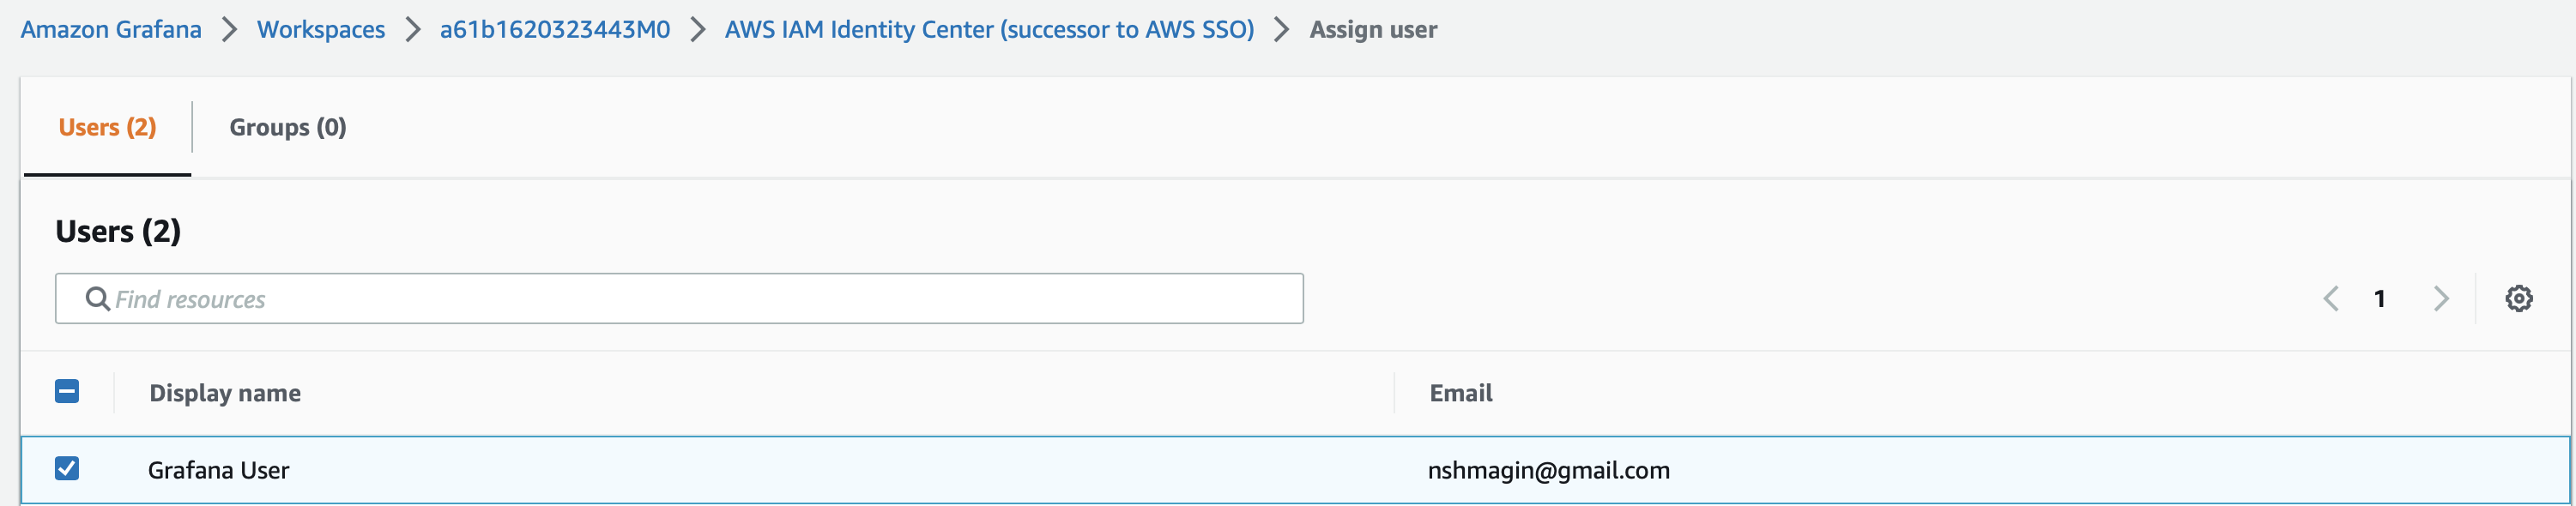 Amazon Grafana > Workspaces > a61b1620323443M0 > AWS IAM Identity Center (successor to AWS SSO) > Assign user
Users (2) Groups (0)
Users (2)
Find resources
1
Display name Email
Grafana User nshmagin@gmail.com